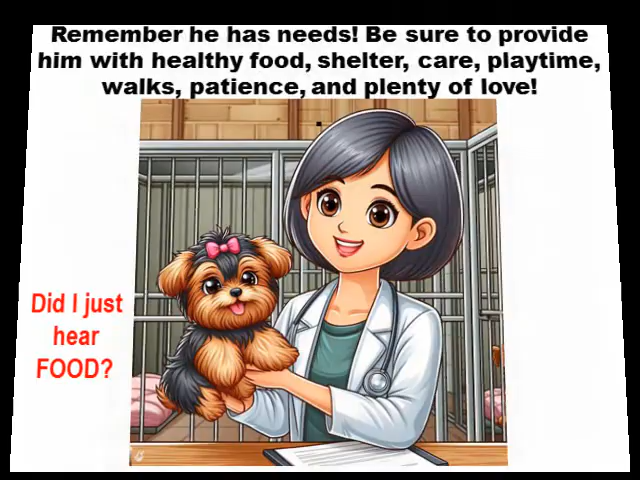 Remember he has needs! Be sure to provide
him with healthy food, shelter, care, playtime,
walks, patience, and plenty of love!
Did I just
hear
FOOD?